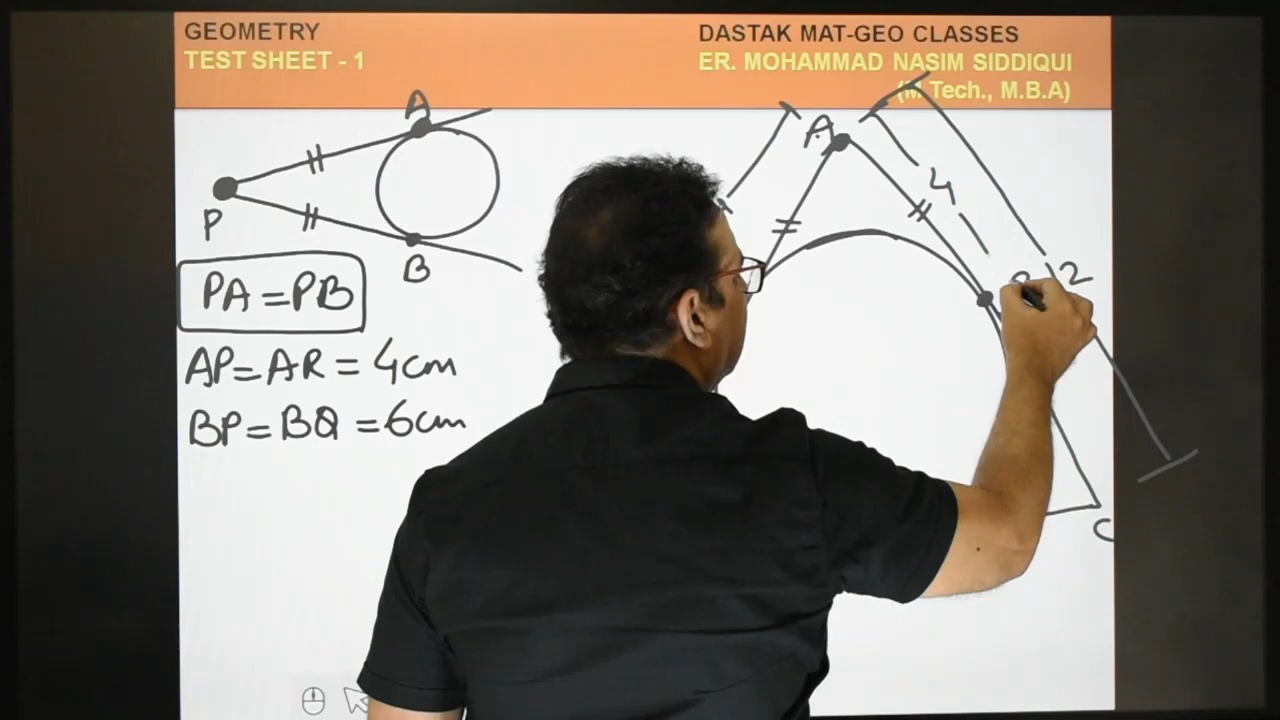 GEOMETRY
TEST SHEET - 1
DASTAK MAT-GEO CLASSES
ER. MOHAMMAD NASIM SIDDIQUI
(M Tech., M.B.A)
A
P
B
PA = PB
AP = AR = 4cm
BP = BQ = 6cm
A
4
2
C